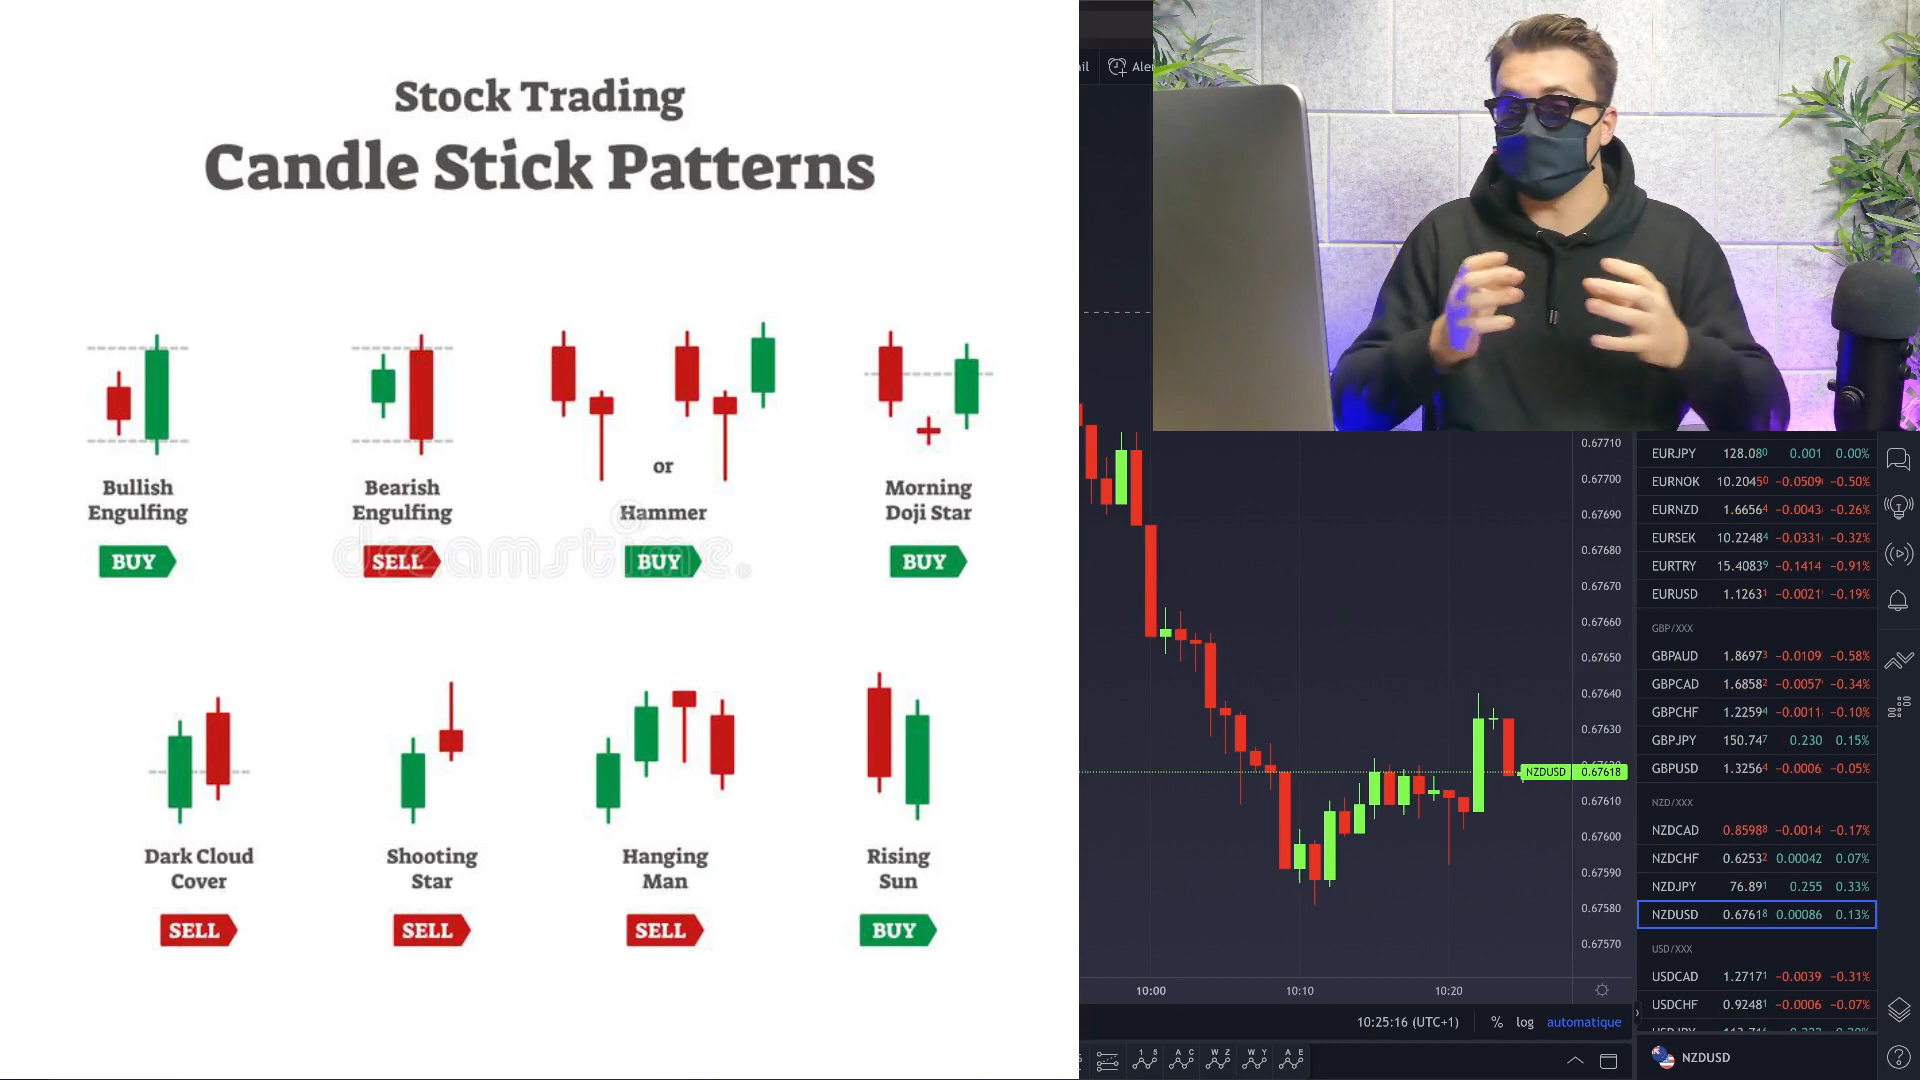 Stock Trading
Candle Stick Patterns
or
Bullish
Engulfing
Bearish
Engulfing
Hammer
Morning
Doji Star
dreamstime.
BUY
SELL
BUY
BUY
Dark Cloud
Cover
Shooting
Star
Hanging
Man
Rising
Sun
SELL
SELL
SELL
BUY
0.67710
0.67700
0.67690
0.67680
0.67670
0.67660
0.67650
0.67640
0.67630
NZDUSD 0.67618
0.67610
0.67600
0.67590
0.67580
0.67570
10:00 10:10 10:20
10:25:16 (UTC+1) % log automatique
1 5 A C W Z W Y A E
EURJPY 128.080 0.001 0.00%
EURNOK 10.20450 −0.0509 −0.50%
EURNZD 1.66564 −0.0043 −0.26%
EURSEK 10.22484 −0.0331 −0.32%
EURTRY 15.40839 −0.1414 −0.91%
EURUSD 1.12631 −0.0021 −0.19%
GBP/XXX
GBPAUD 1.86973 −0.0109 −0.58%
GBPCAD 1.68582 −0.0057 −0.34%
GBPCHF 1.22594 −0.0011 −0.10%
GBPJPY 150.747 0.230 0.15%
GBPUSD 1.32564 −0.0006 −0.05%
NZD/XXX
NZDCAD 0.85988 −0.0014 −0.17%
NZDCHF 0.62532 0.00042 0.07%
NZDJPY 76.891 0.255 0.33%
NZDUSD 0.67618 0.00086 0.13%
USD/XXX
USDCAD 1.27171 −0.0039 −0.31%
USDCHF 0.92481 −0.0006 −0.07%
NZDUSD